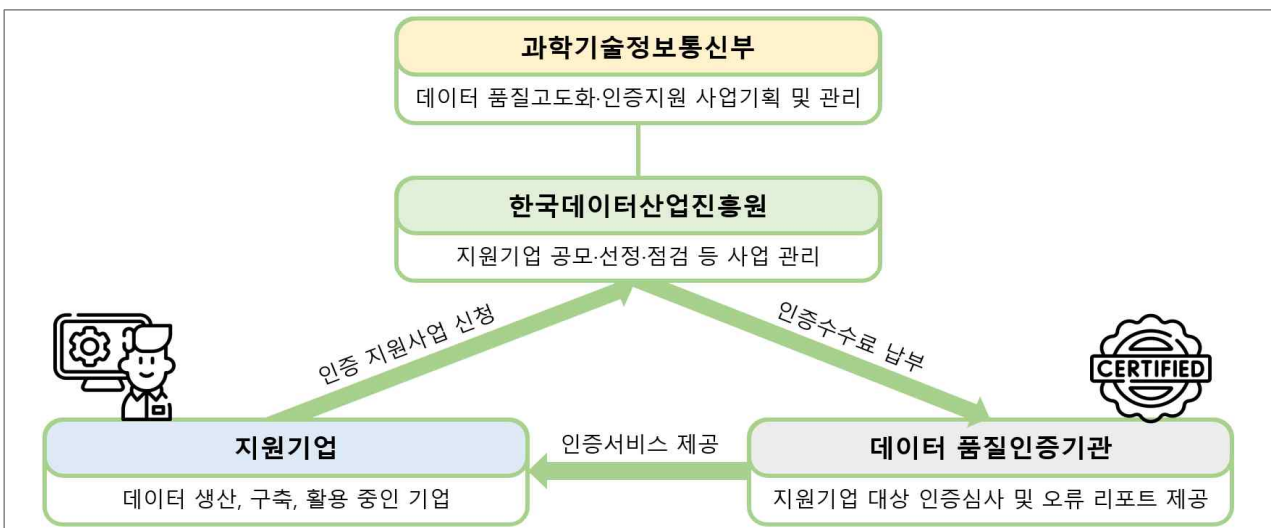 과학기술정보통신부
데이터 품질고도화·인증지원 사업기획 및 관리
한국데이터산업진흥원
지원기업 공모·선정·점검 등 사업 관리
인증 지원사업 신청
인증수수료 납부
CERTIFIED
지원기업
데이터 생산, 구축, 활용 중인 기업
인증서비스 제공
데이터 품질인증기관
지원기업 대상 인증심사 및 오류 리포트 제공